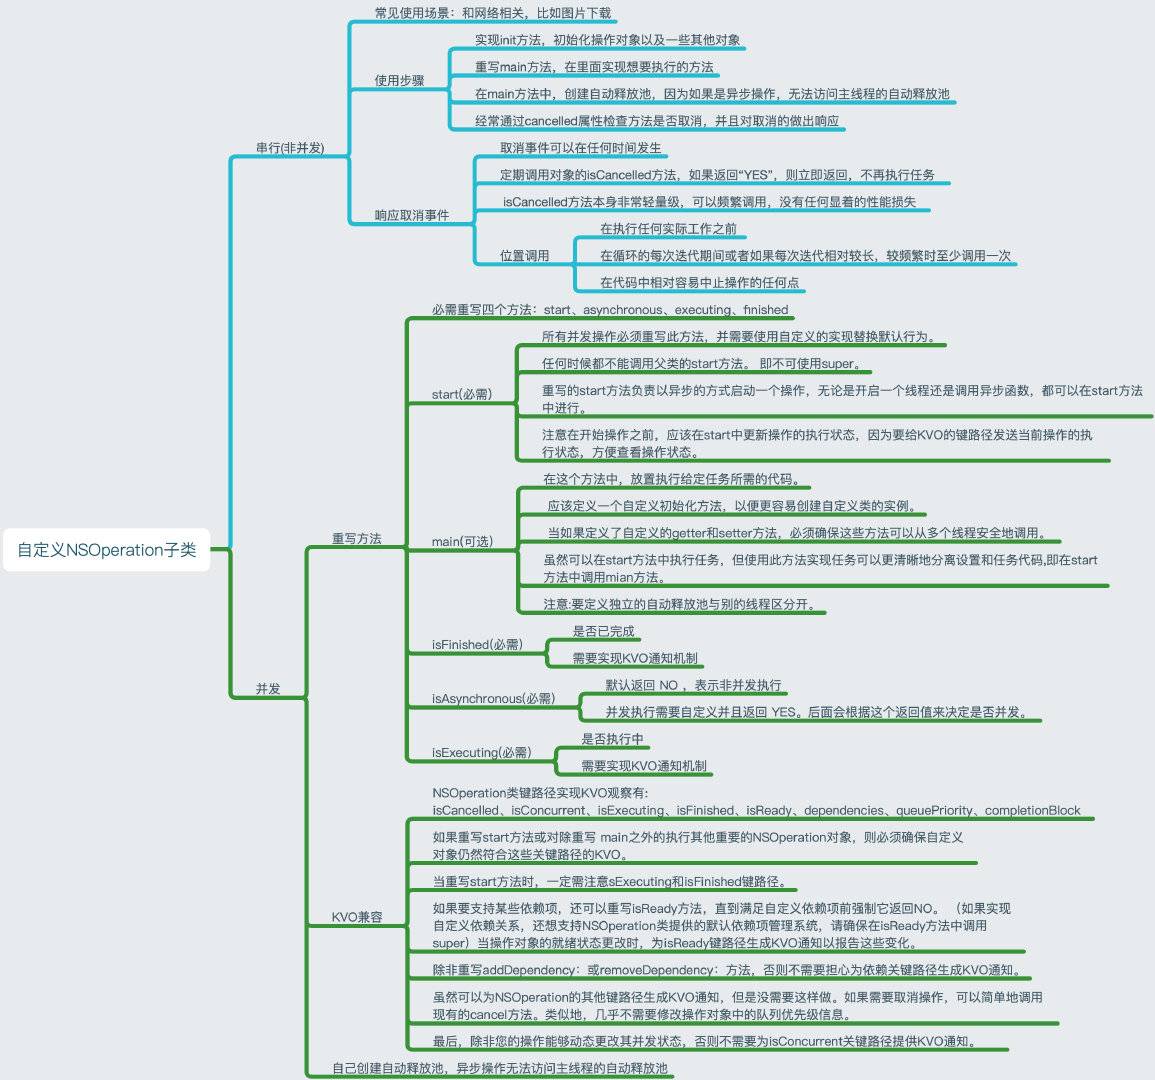 自定义NSOperation子类
串行(非并发)
常见使用场景：和网络相关，比如图片下载
使用步骤
实现init方法，初始化操作对象以及一些其他对象
重写main方法，在里面实现想要执行的方法
在main方法中，创建自动释放池，因为如果是异步操作，无法访问主线程的自动释放池
经常通过cancelled属性检查方法是否取消，并且对取消的做出响应
响应取消事件
取消事件可以在任何时间发生
定期调用对象的isCancelled方法，如果返回“YES”，则立即返回，不再执行任务
isCancelled方法本身非常轻量级，可以频繁调用，没有任何显着的性能损失
位置调用
在执行任何实际工作之前
在循环的每次迭代期间或者如果每次迭代相对较长，较频繁时至少调用一次
在代码中相对容易中止操作的任何点
并发
重写方法
必需重写四个方法：start、asynchronous、executing、finished
start(必需)
所有并发操作必须重写此方法，并需要使用自定义的实现替换默认行为。
任何时候都不能调用父类的start方法。 即不可使用super。
重写的start方法负责以异步的方式启动一个操作，无论是开启一个线程还是调用异步函数，都可以在start方法
中进行。
注意在开始操作之前，应该在start中更新操作的执行状态，因为要给KVO的键路径发送当前操作的执
行状态，方便查看操作状态。
main(可选)
在这个方法中，放置执行给定任务所需的代码。
应该定义一个自定义初始化方法，以便更容易创建自定义类的实例。
当如果定义了自定义的getter和setter方法，必须确保这些方法可以从多个线程安全地调用。
虽然可以在start方法中执行任务，但使用此方法实现任务可以更清晰地分离设置和任务代码,即在start
方法中调用mian方法。
注意:要定义独立的自动释放池与别的线程区分开。
isFinished(必需)
是否已完成
需要实现KVO通知机制
isAsynchronous(必需)
默认返回 NO ，表示非并发执行
并发执行需要自定义并且返回 YES。后面会根据这个返回值来决定是否并发。
isExecuting(必需)
是否执行中
需要实现KVO通知机制
KVO兼容
NSOperation类键路径实现KVO观察有:
isCancelled、isConcurrent、isExecuting、isFinished、isReady、dependencies、queuePriority、completionBlock
如果重写start方法或对除重写 main之外的执行其他重要的NSOperation对象，则必须确保自定义
对象仍然符合这些关键路径的KVO。
当重写start方法时，一定需注意sExecuting和isFinished键路径。
如果要支持某些依赖项，还可以重写isReady方法，直到满足自定义依赖项前强制它返回NO。 （如果实现
自定义依赖关系，还想支持NSOperation类提供的默认依赖项管理系统，请确保在isReady方法中调用
super）当操作对象的就绪状态更改时，为isReady键路径生成KVO通知以报告这些变化。
除非重写addDependency：或removeDependency：方法，否则不需要担心为依赖关键路径生成KVO通知。
虽然可以为NSOperation的其他键路径生成KVO通知，但是没需要这样做。如果需要取消操作，可以简单地调用
现有的cancel方法。类似地，几乎不需要修改操作对象中的队列优先级信息。
最后，除非您的操作能够动态更改其并发状态，否则不需要为isConcurrent关键路径提供KVO通知。
自己创建自动释放池，异步操作无法访问主线程的自动释放池